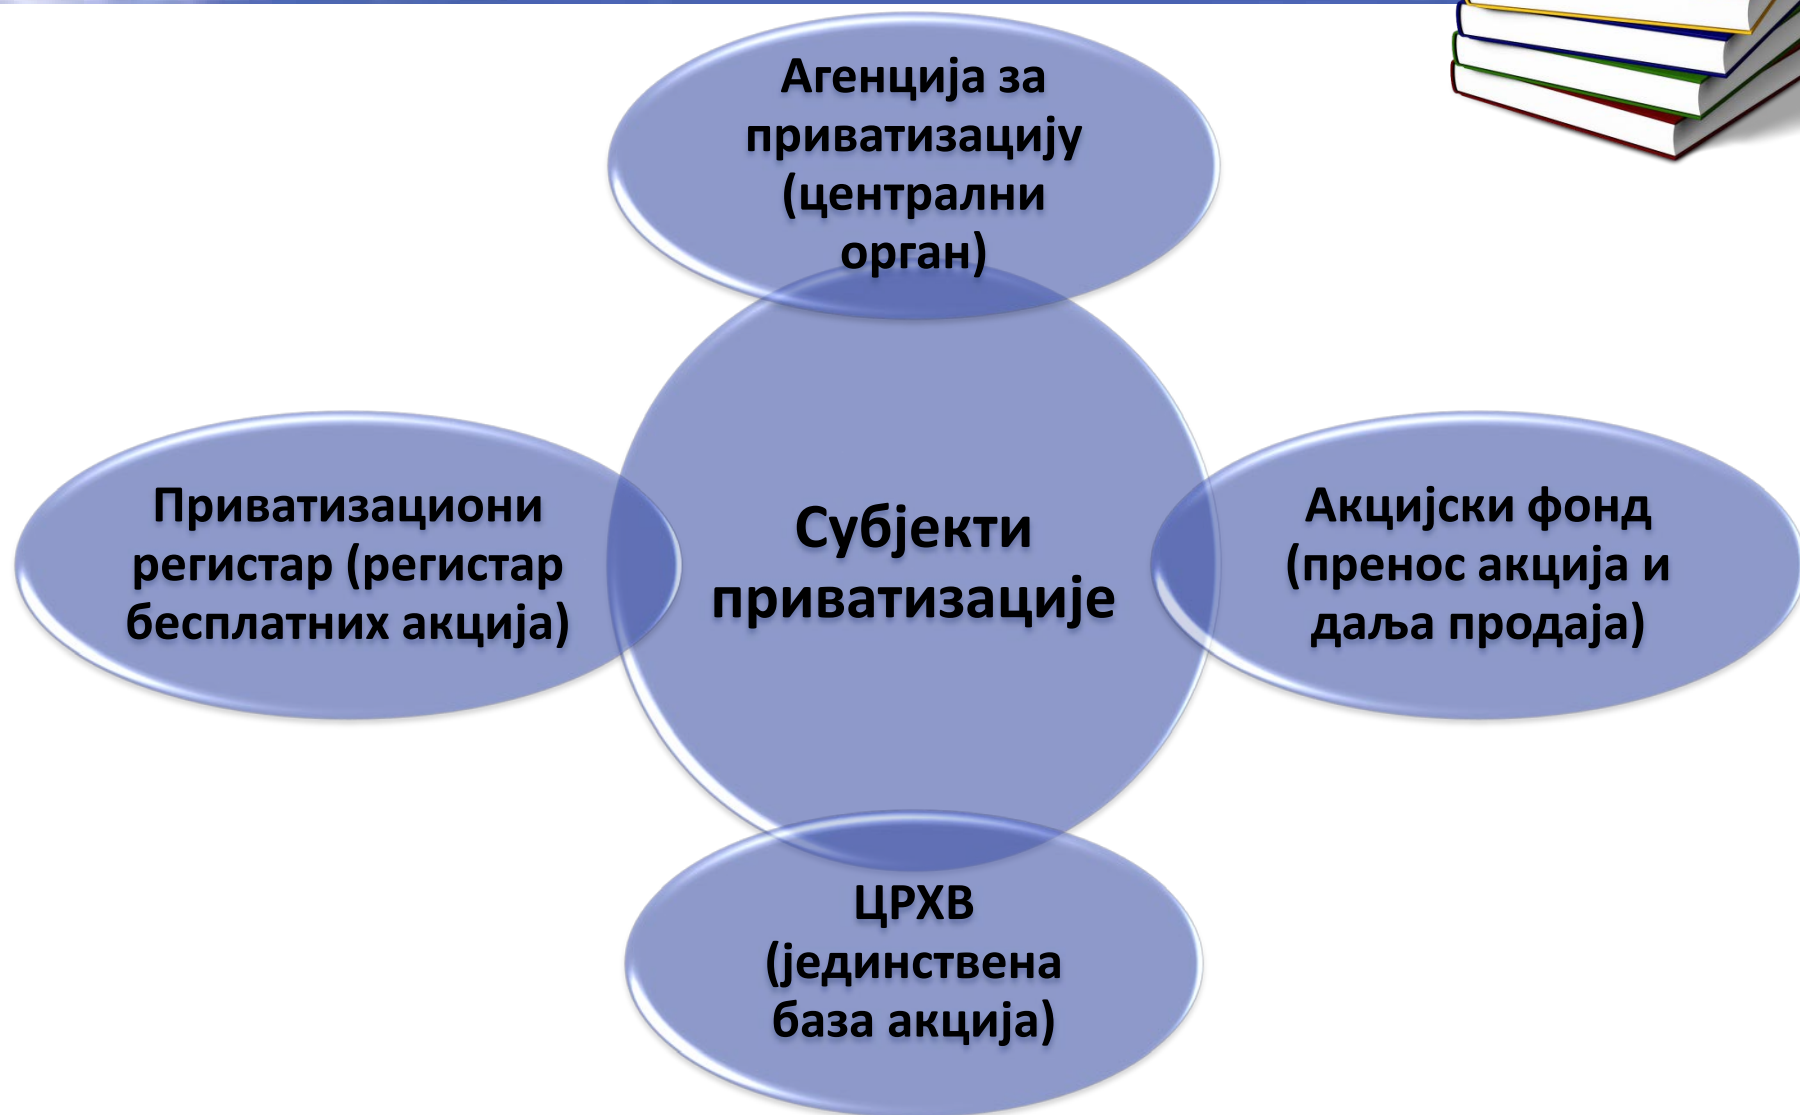 Агенција за
приватизацију
(централни
орган)
Приватизациони
регистар (регистар
бесплатних акција)
Субјекти
приватизације
Акцијски фонд
(пренос акција и
даља продаја)
ЦРХВ
(јединствена
база акција)